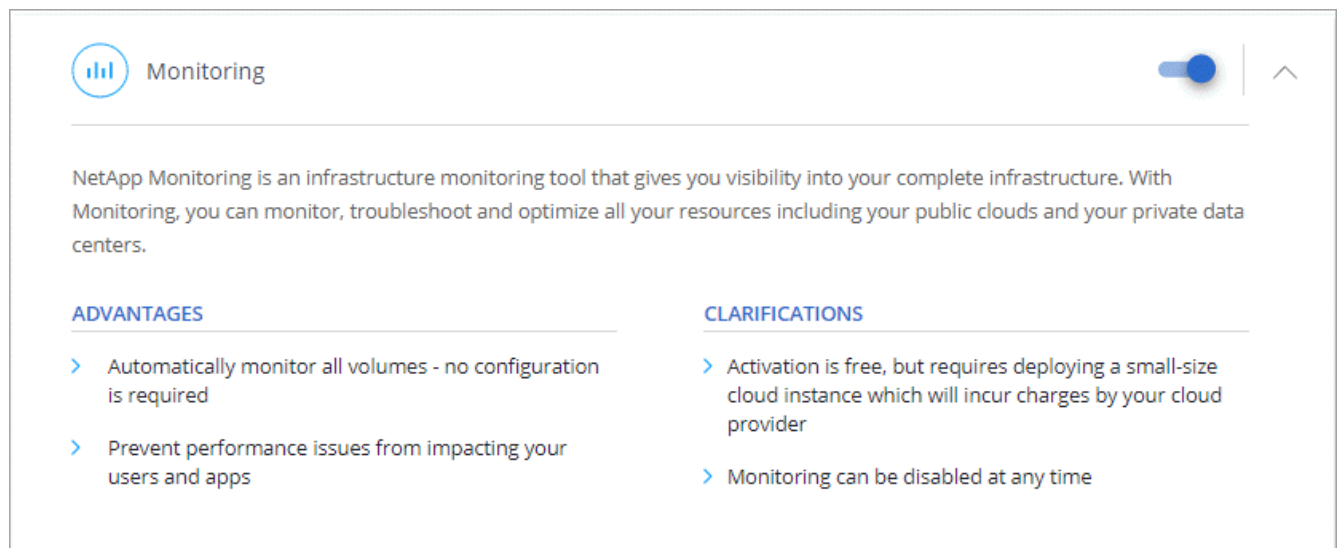 Monitoring
NetApp Monitoring is an infrastructure monitoring tool that gives you visibility into your complete infrastructure. With
Monitoring, you can monitor, troubleshoot and optimize all your resources including your public clouds and your private data
centers.
ADVANTAGES
Automatically monitor all volumes - no configuration
is required
Prevent performance issues from impacting your
users and apps
CLARIFICATIONS
Activation is free, but requires deploying a small-size
cloud instance which will incur charges by your cloud
provider
Monitoring can be disabled at any time